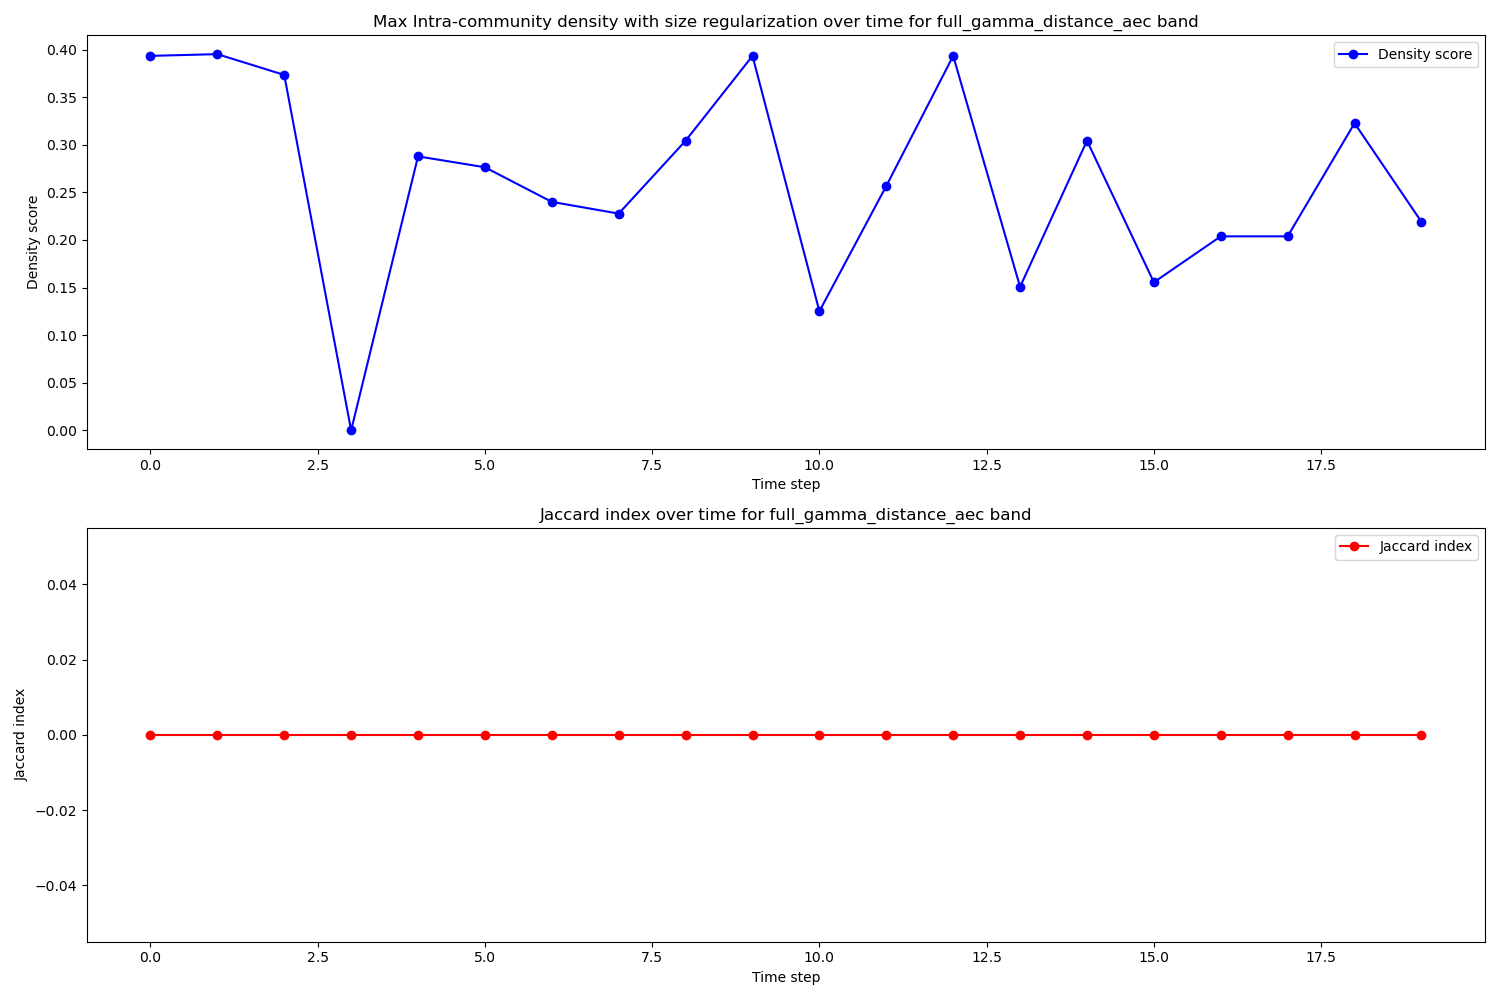 Max Intra-community density with size regularization over time for full_gamma_distance_aec band
Density score
0.40
0.35
0.30
0.25
0.20
0.15
0.10
0.05
0.00
Density score
0.0 2.5 5.0 7.5 10.0 12.5 15.0 17.5
Time step
Jaccard index over time for full_gamma_distance_aec band
Jaccard index
0.04
0.02
0.00
−0.02
−0.04
Jaccard index
0.0 2.5 5.0 7.5 10.0 12.5 15.0 17.5
Time step